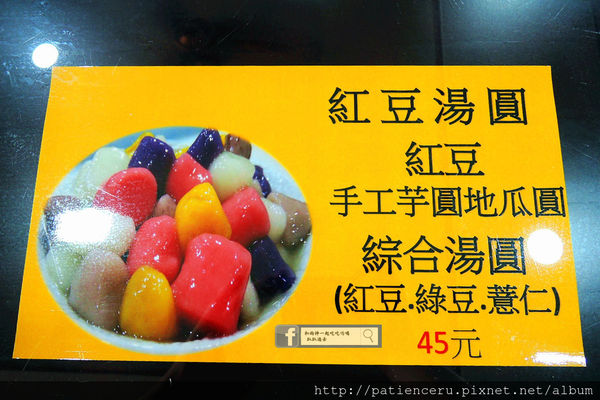 紅豆湯圓
紅豆
手工芋圓地瓜圓
綜合湯圓
(紅豆.綠豆.薏仁)
45元
f
http://patienceru.pixnet.net/album